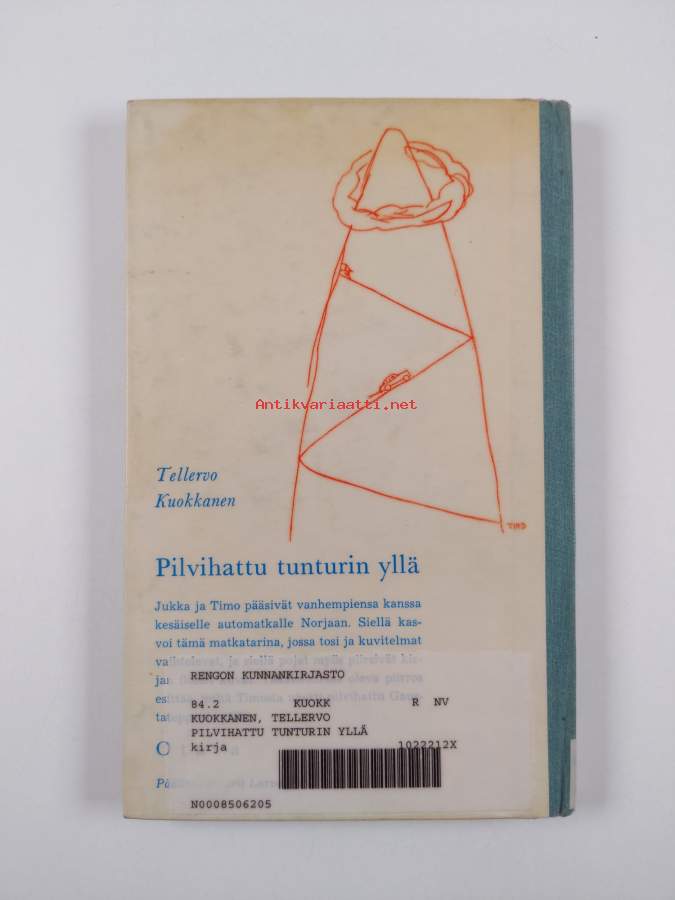 Antikvariaatti.net
TIMO
Tellervo
Kuokkanen
Pilvihattu tunturin yllä
Jukka ja Timo pääsivät vanhempiensa kanssa
kesäiselle automatkalle Norjaan. Siellä kas-
voi tämä matkatarina, jossa tosi ja kuvitelmat
RENGON KUNNANKIRJASTO
84.2 KUOKK R NV
KUOKKANEN, TELLERVO
PILVIHATTU TUNTURIN YLLÄ
kirja 1022212X
N0008506205